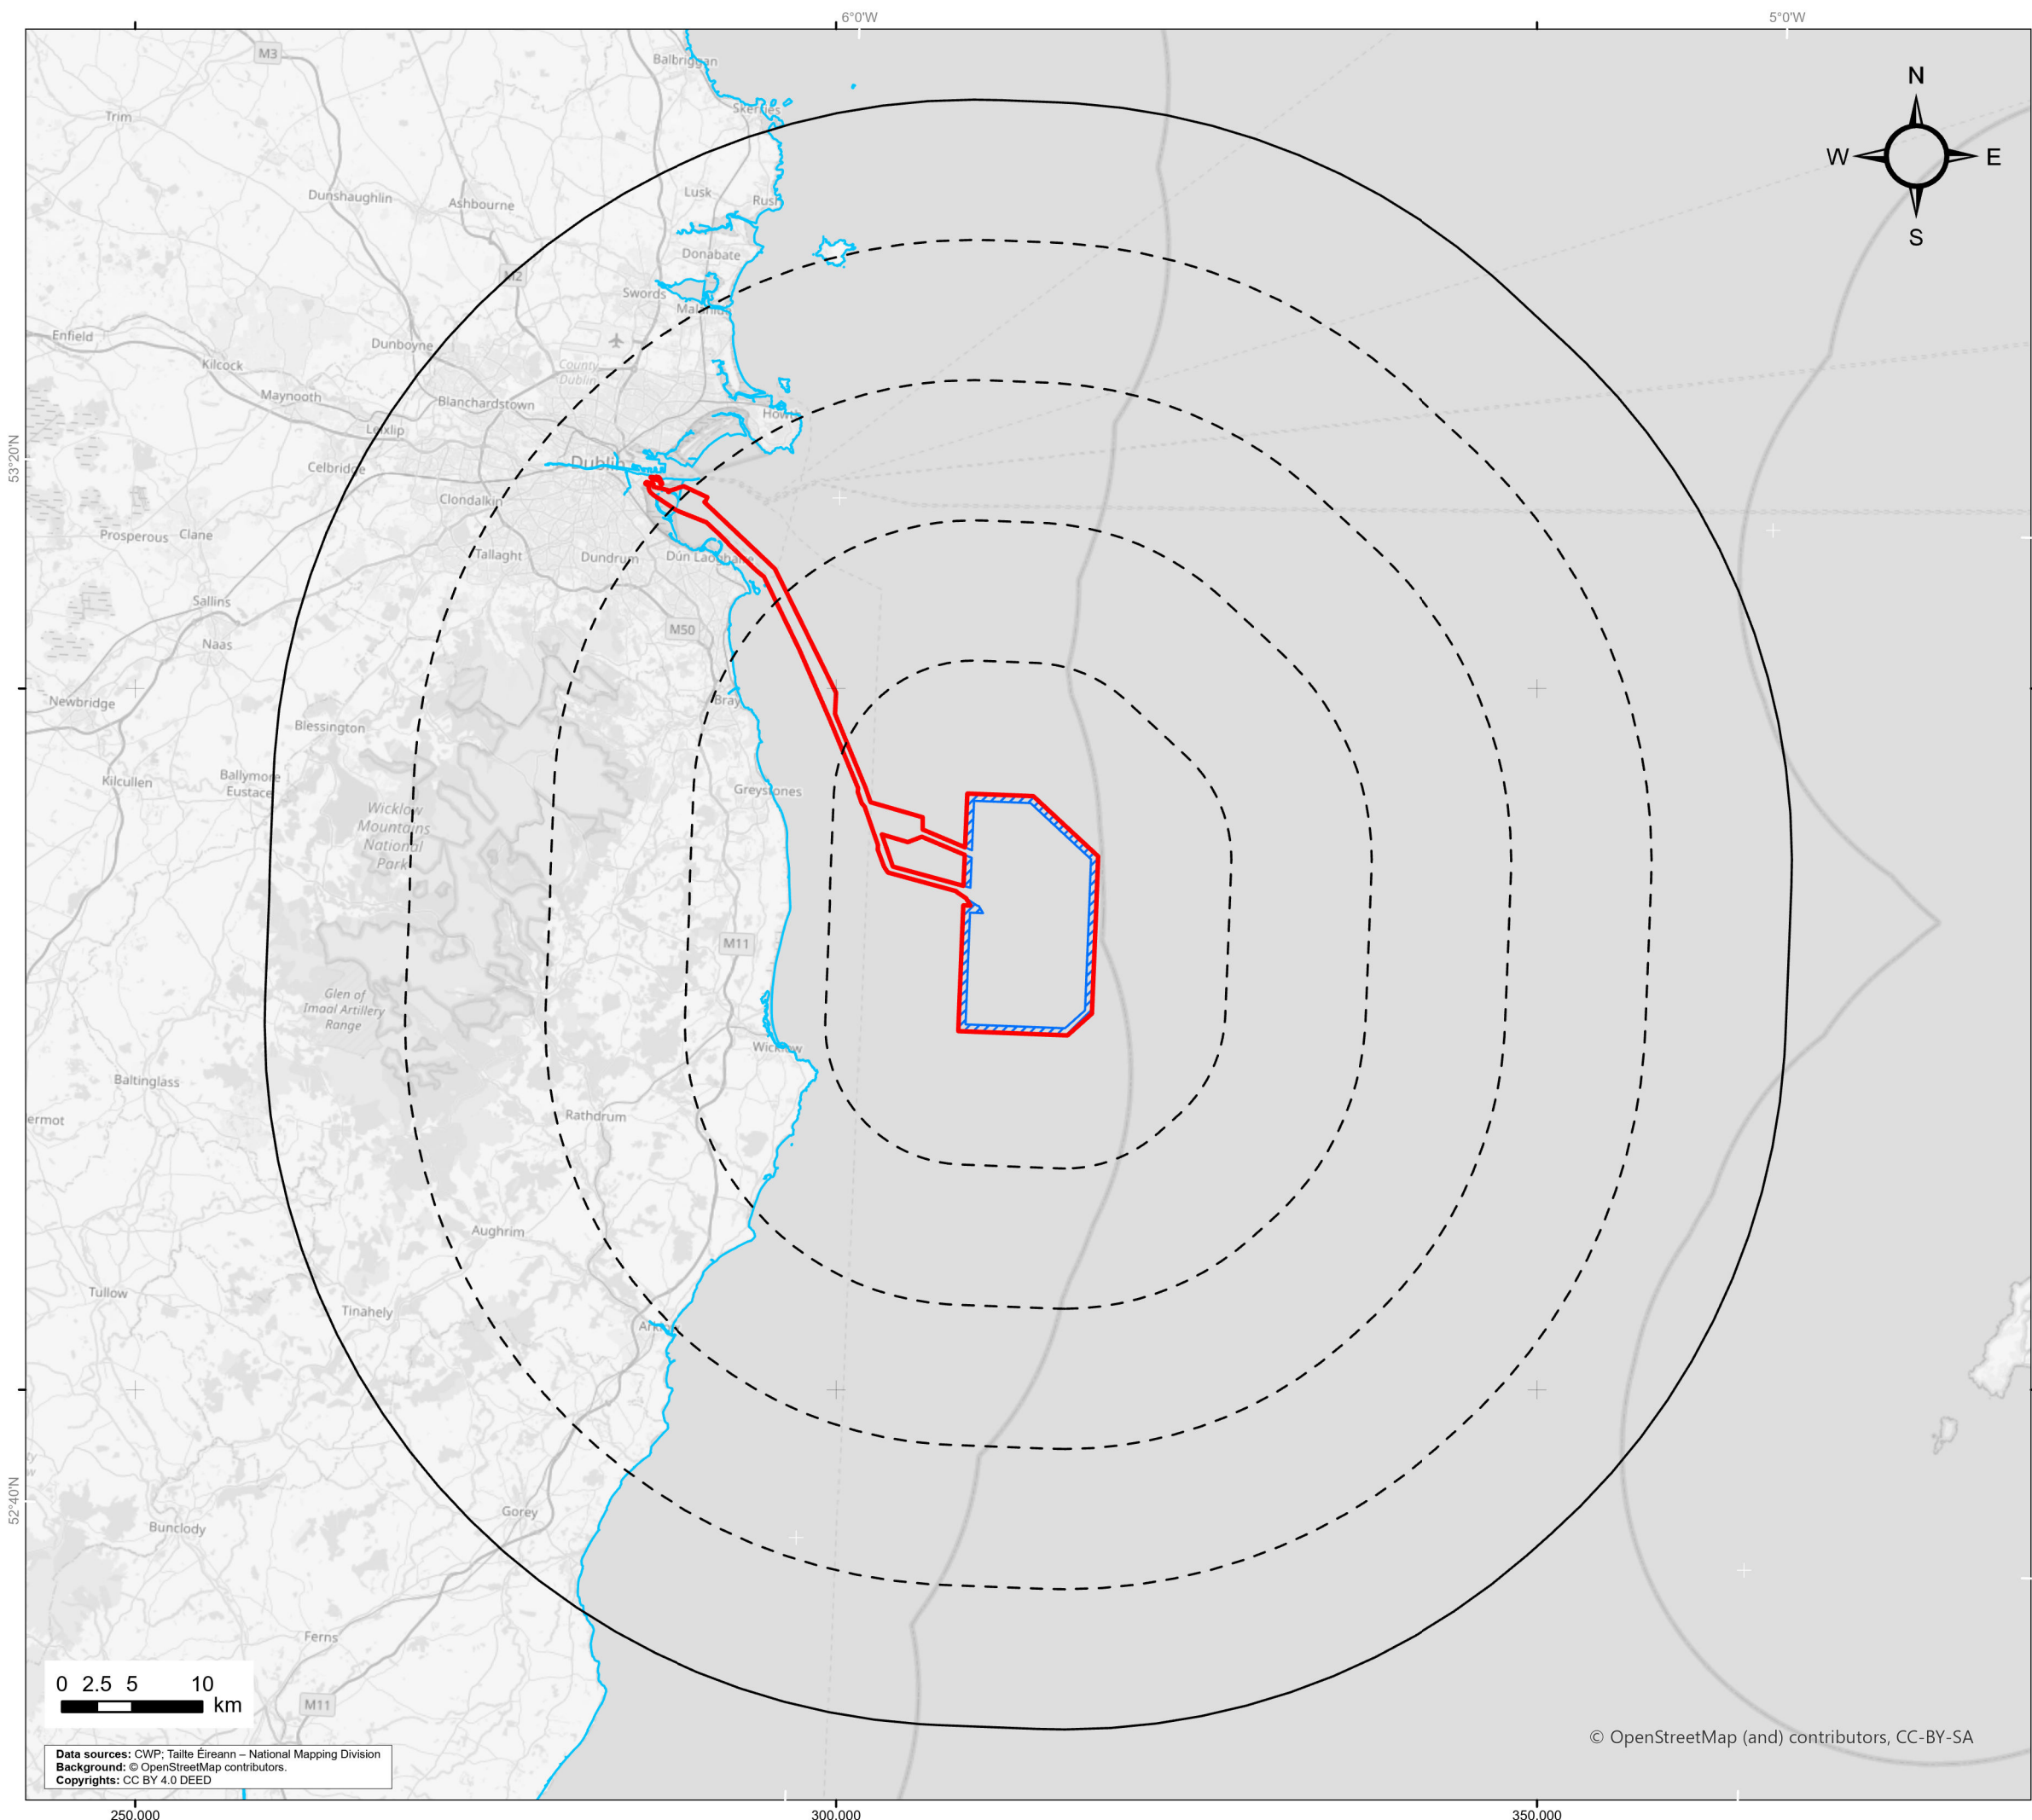 6°0'W
5°0'W
M3
Balbriggan
N
Skerries
Trim
W
E
Dunshaughlin
Lusk
Ashbourne
Rush
S
Donabate
M2
Swords
Malahide
Enfield
Dunboyne
Kilcock
County
Dublin
Maynooth
Blanchardstown
Howth
53°20'N
Leixlip
Celbridge
Dublin
Clondalkin
Prosperous
Clane
Tallaght
Dundrum
Dún Laoghaire
Sallins
M50
Naas
Newbridge
Bray
Blessington
Kilcullen
Ballymore
Eustace
Greystones
Wicklow
Mountains
National
Park
M11
Glen of
Imaal Artillery
Range
Wicklow
Baltinglass
ermot
Rathdrum
Aughrim
Tullow
Tinahely
Arklow
52°40'N
Gorey
Bunclody
Ferns
0 2.5 5 10
km
M11
© OpenStreetMap (and) contributors, CC-BY-SA
Data sources: CWP; Tailte Éireann – National Mapping Division
Background: © OpenStreetMap contributors.
Copyrights: CC BY 4.0 DEED
250,000
300,000
350,000